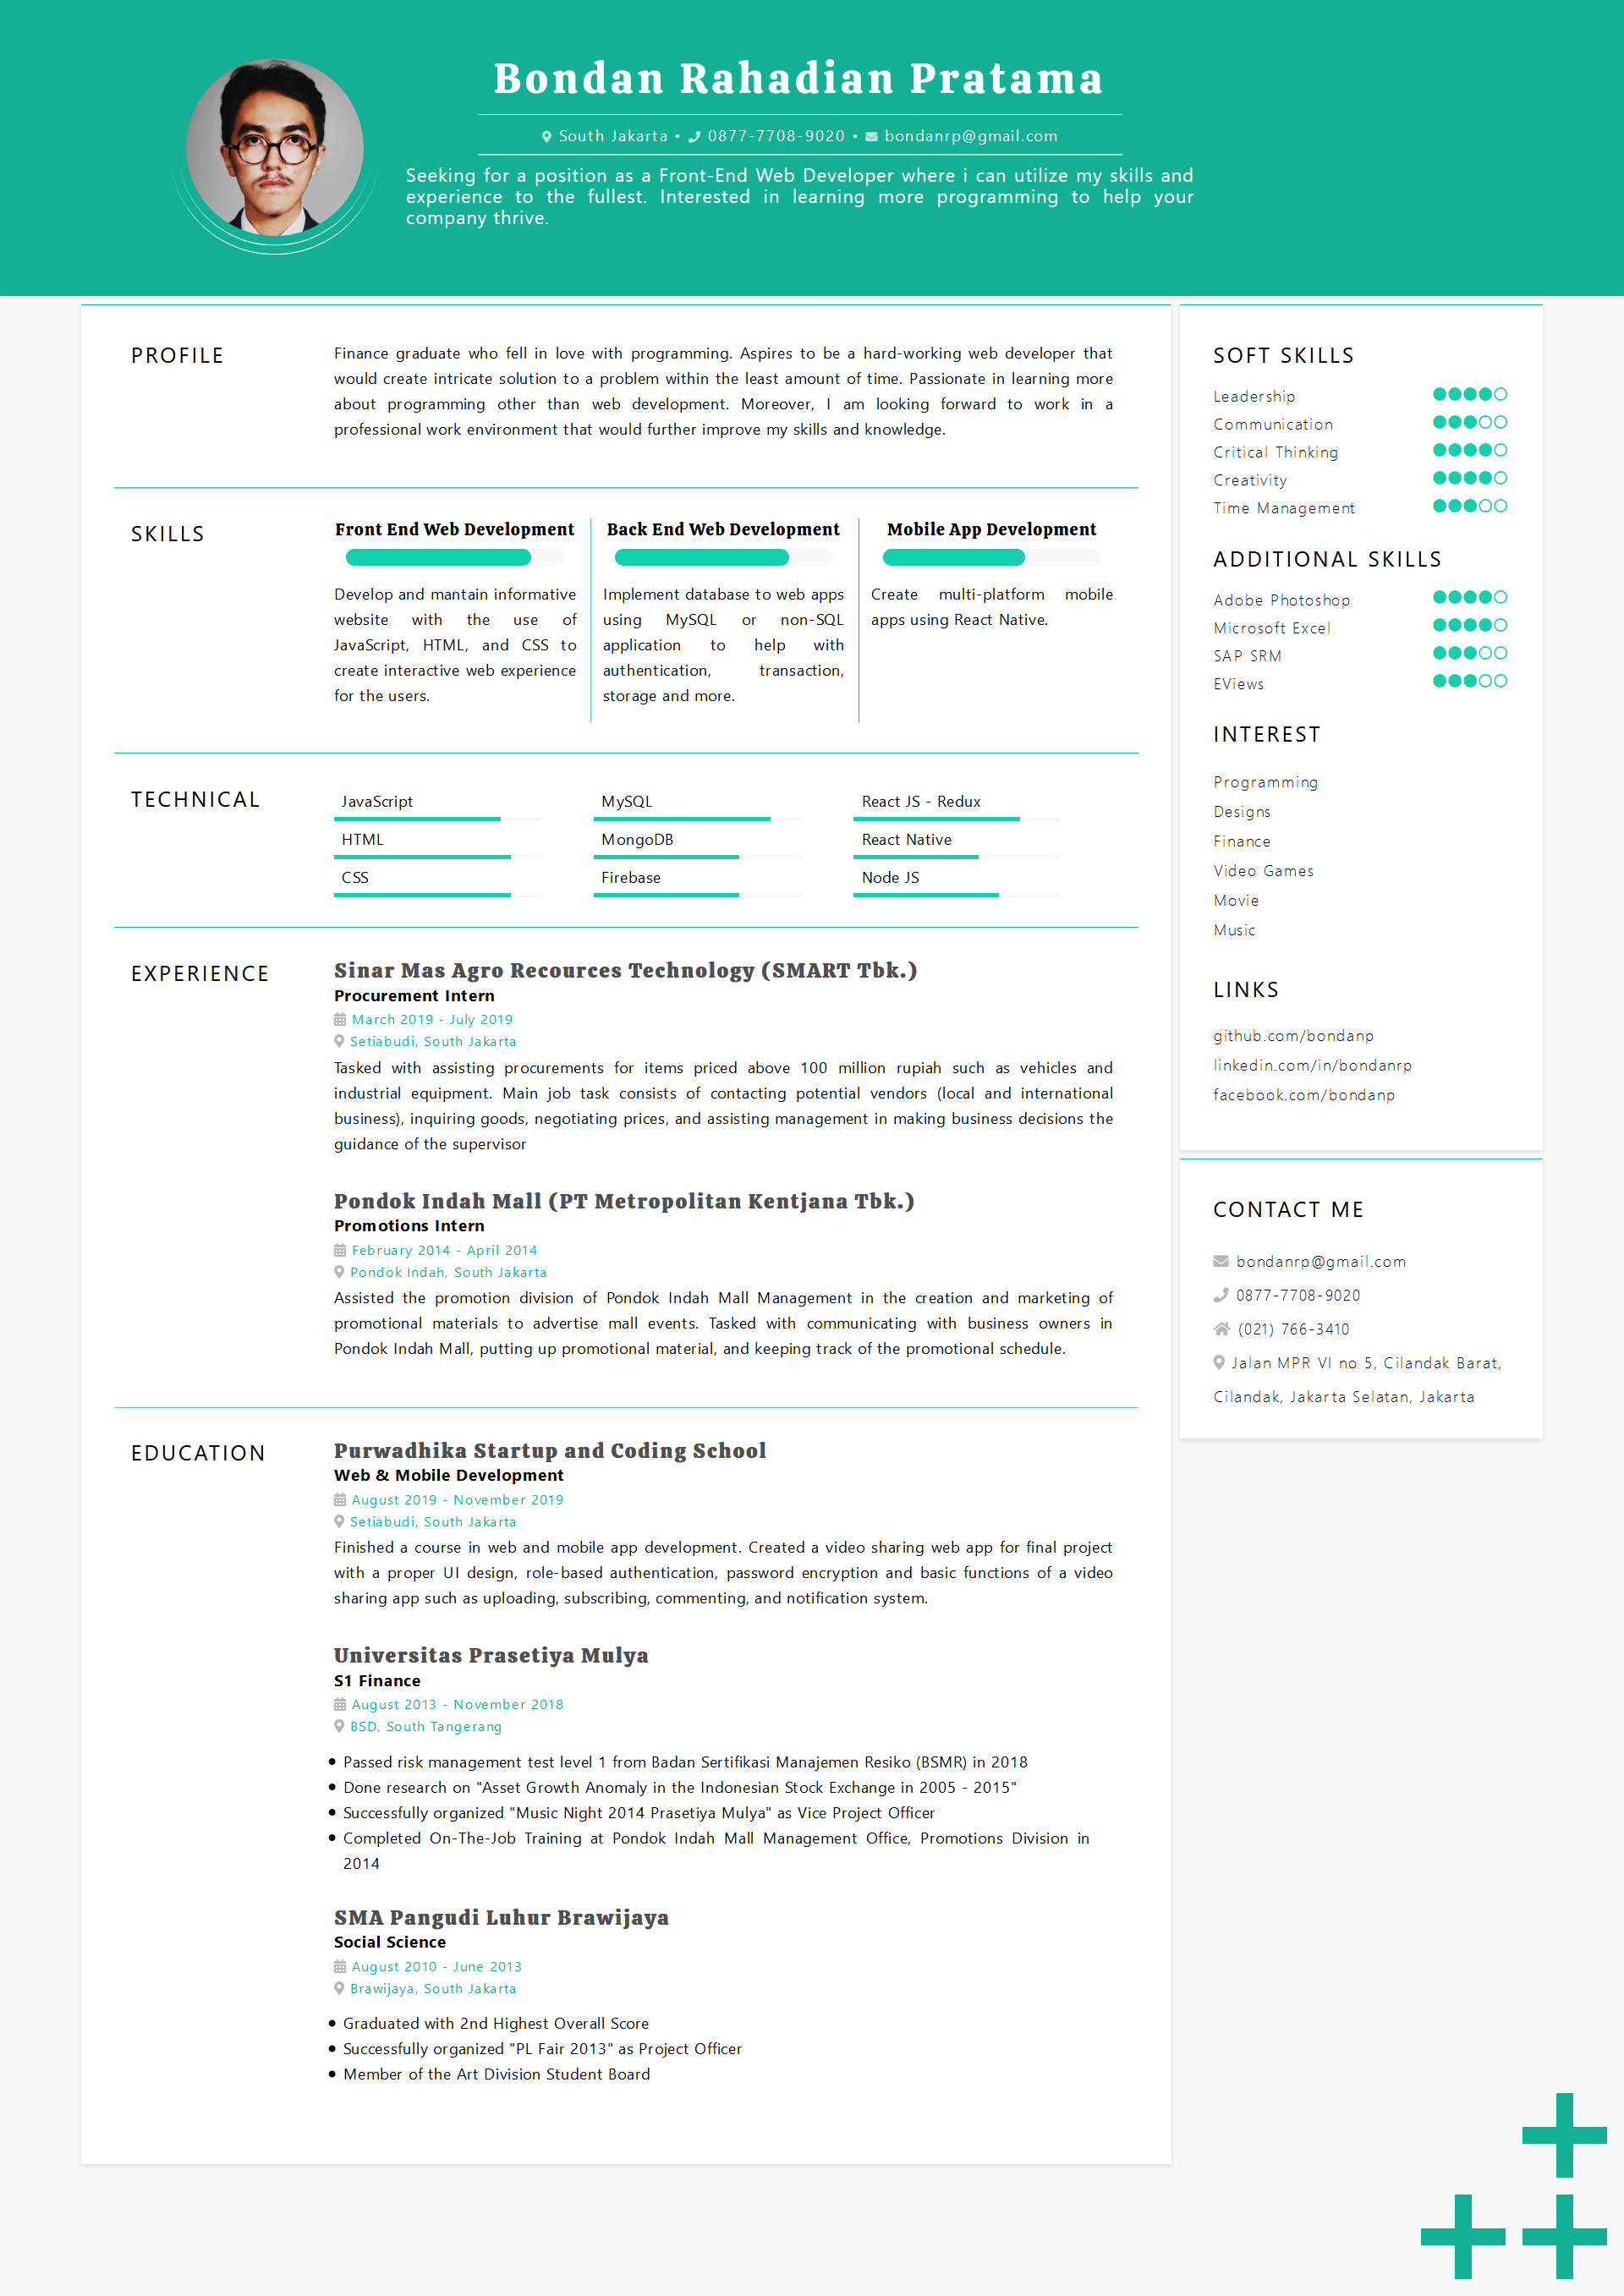 Bondan Rahadian Pratama
South Jakarta • 0877-7708-9020 • bondanrp@gmail.com
Seeking for a position as a Front-End Web Developer where i can utilize my skills and
experience to the fullest. Interested in learning more programming to help your
company thrive.
PROFILE
Finance graduate who fell in love with programming. Aspires to be a hard-working web developer that
would create intricate solution to a problem within the least amount of time. Passionate in learning more
about programming other than web development. Moreover, I am looking forward to work in a
professional work environment that would further improve my skills and knowledge.
SKILLS
Front End Web Development
Develop and mantain informative
website with the use of
JavaScript, HTML, and CSS to
create interactive web experience
for the users.
Back End Web Development
Implement database to web apps
using MySQL or non-SQL
application to help with
authentication, transaction,
storage and more.
Mobile App Development
Create multi-platform mobile
apps using React Native.
TECHNICAL
JavaScript
HTML
CSS
MySQL
MongoDB
Firebase
React JS - Redux
React Native
Node JS
EXPERIENCE
Sinar Mas Agro Recources Technology (SMART Tbk.)
Procurement Intern
March 2019 - July 2019
Setiabudi, South Jakarta
Tasked with assisting procurements for items priced above 100 million rupiah such as vehicles and
industrial equipment. Main job task consists of contacting potential vendors (local and international
business), inquiring goods, negotiating prices, and assisting management in making business decisions the
guidance of the supervisor
Pondok Indah Mall (PT Metropolitan Kentjana Tbk.)
Promotions Intern
February 2014 - April 2014
Pondok Indah, South Jakarta
Assisted the promotion division of Pondok Indah Mall Management in the creation and marketing of
promotional materials to advertise mall events. Tasked with communicating with business owners in
Pondok Indah Mall, putting up promotional material, and keeping track of the promotional schedule.
EDUCATION
Purwadhika Startup and Coding School
Web & Mobile Development
August 2019 - November 2019
Setiabudi, South Jakarta
Finished a course in web and mobile app development. Created a video sharing web app for final project
with a proper UI design, role-based authentication, password encryption and basic functions of a video
sharing app such as uploading, subscribing, commenting, and notification system.
Universitas Prasetiya Mulya
S1 Finance
August 2013 - November 2018
BSD, South Tangerang
• Passed risk management test level 1 from Badan Sertifikasi Manajemen Resiko (BSMR) in 2018
• Done research on "Asset Growth Anomaly in the Indonesian Stock Exchange in 2005 - 2015"
• Successfully organized "Music Night 2014 Prasetiya Mulya" as Vice Project Officer
• Completed On-The-Job Training at Pondok Indah Mall Management Office, Promotions Division in
2014
SMA Pangudi Luhur Brawijaya
Social Science
August 2010 - June 2013
Brawijaya, South Jakarta
• Graduated with 2nd Highest Overall Score
• Successfully organized "PL Fair 2013" as Project Officer
• Member of the Art Division Student Board
SOFT SKILLS
Leadership
Communication
Critical Thinking
Creativity
Time Management
ADDITIONAL SKILLS
Adobe Photoshop
Microsoft Excel
SAP SRM
EViews
INTEREST
Programming
Designs
Finance
Video Games
Movie
Music
LINKS
github.com/bondanp
linkedin.com/in/bondanrp
facebook.com/bondanp
CONTACT ME
bondanrp@gmail.com
0877-7708-9020
(021) 766-3410
Jalan MPR VI no 5, Cilandak Barat,
Cilandak, Jakarta Selatan, Jakarta